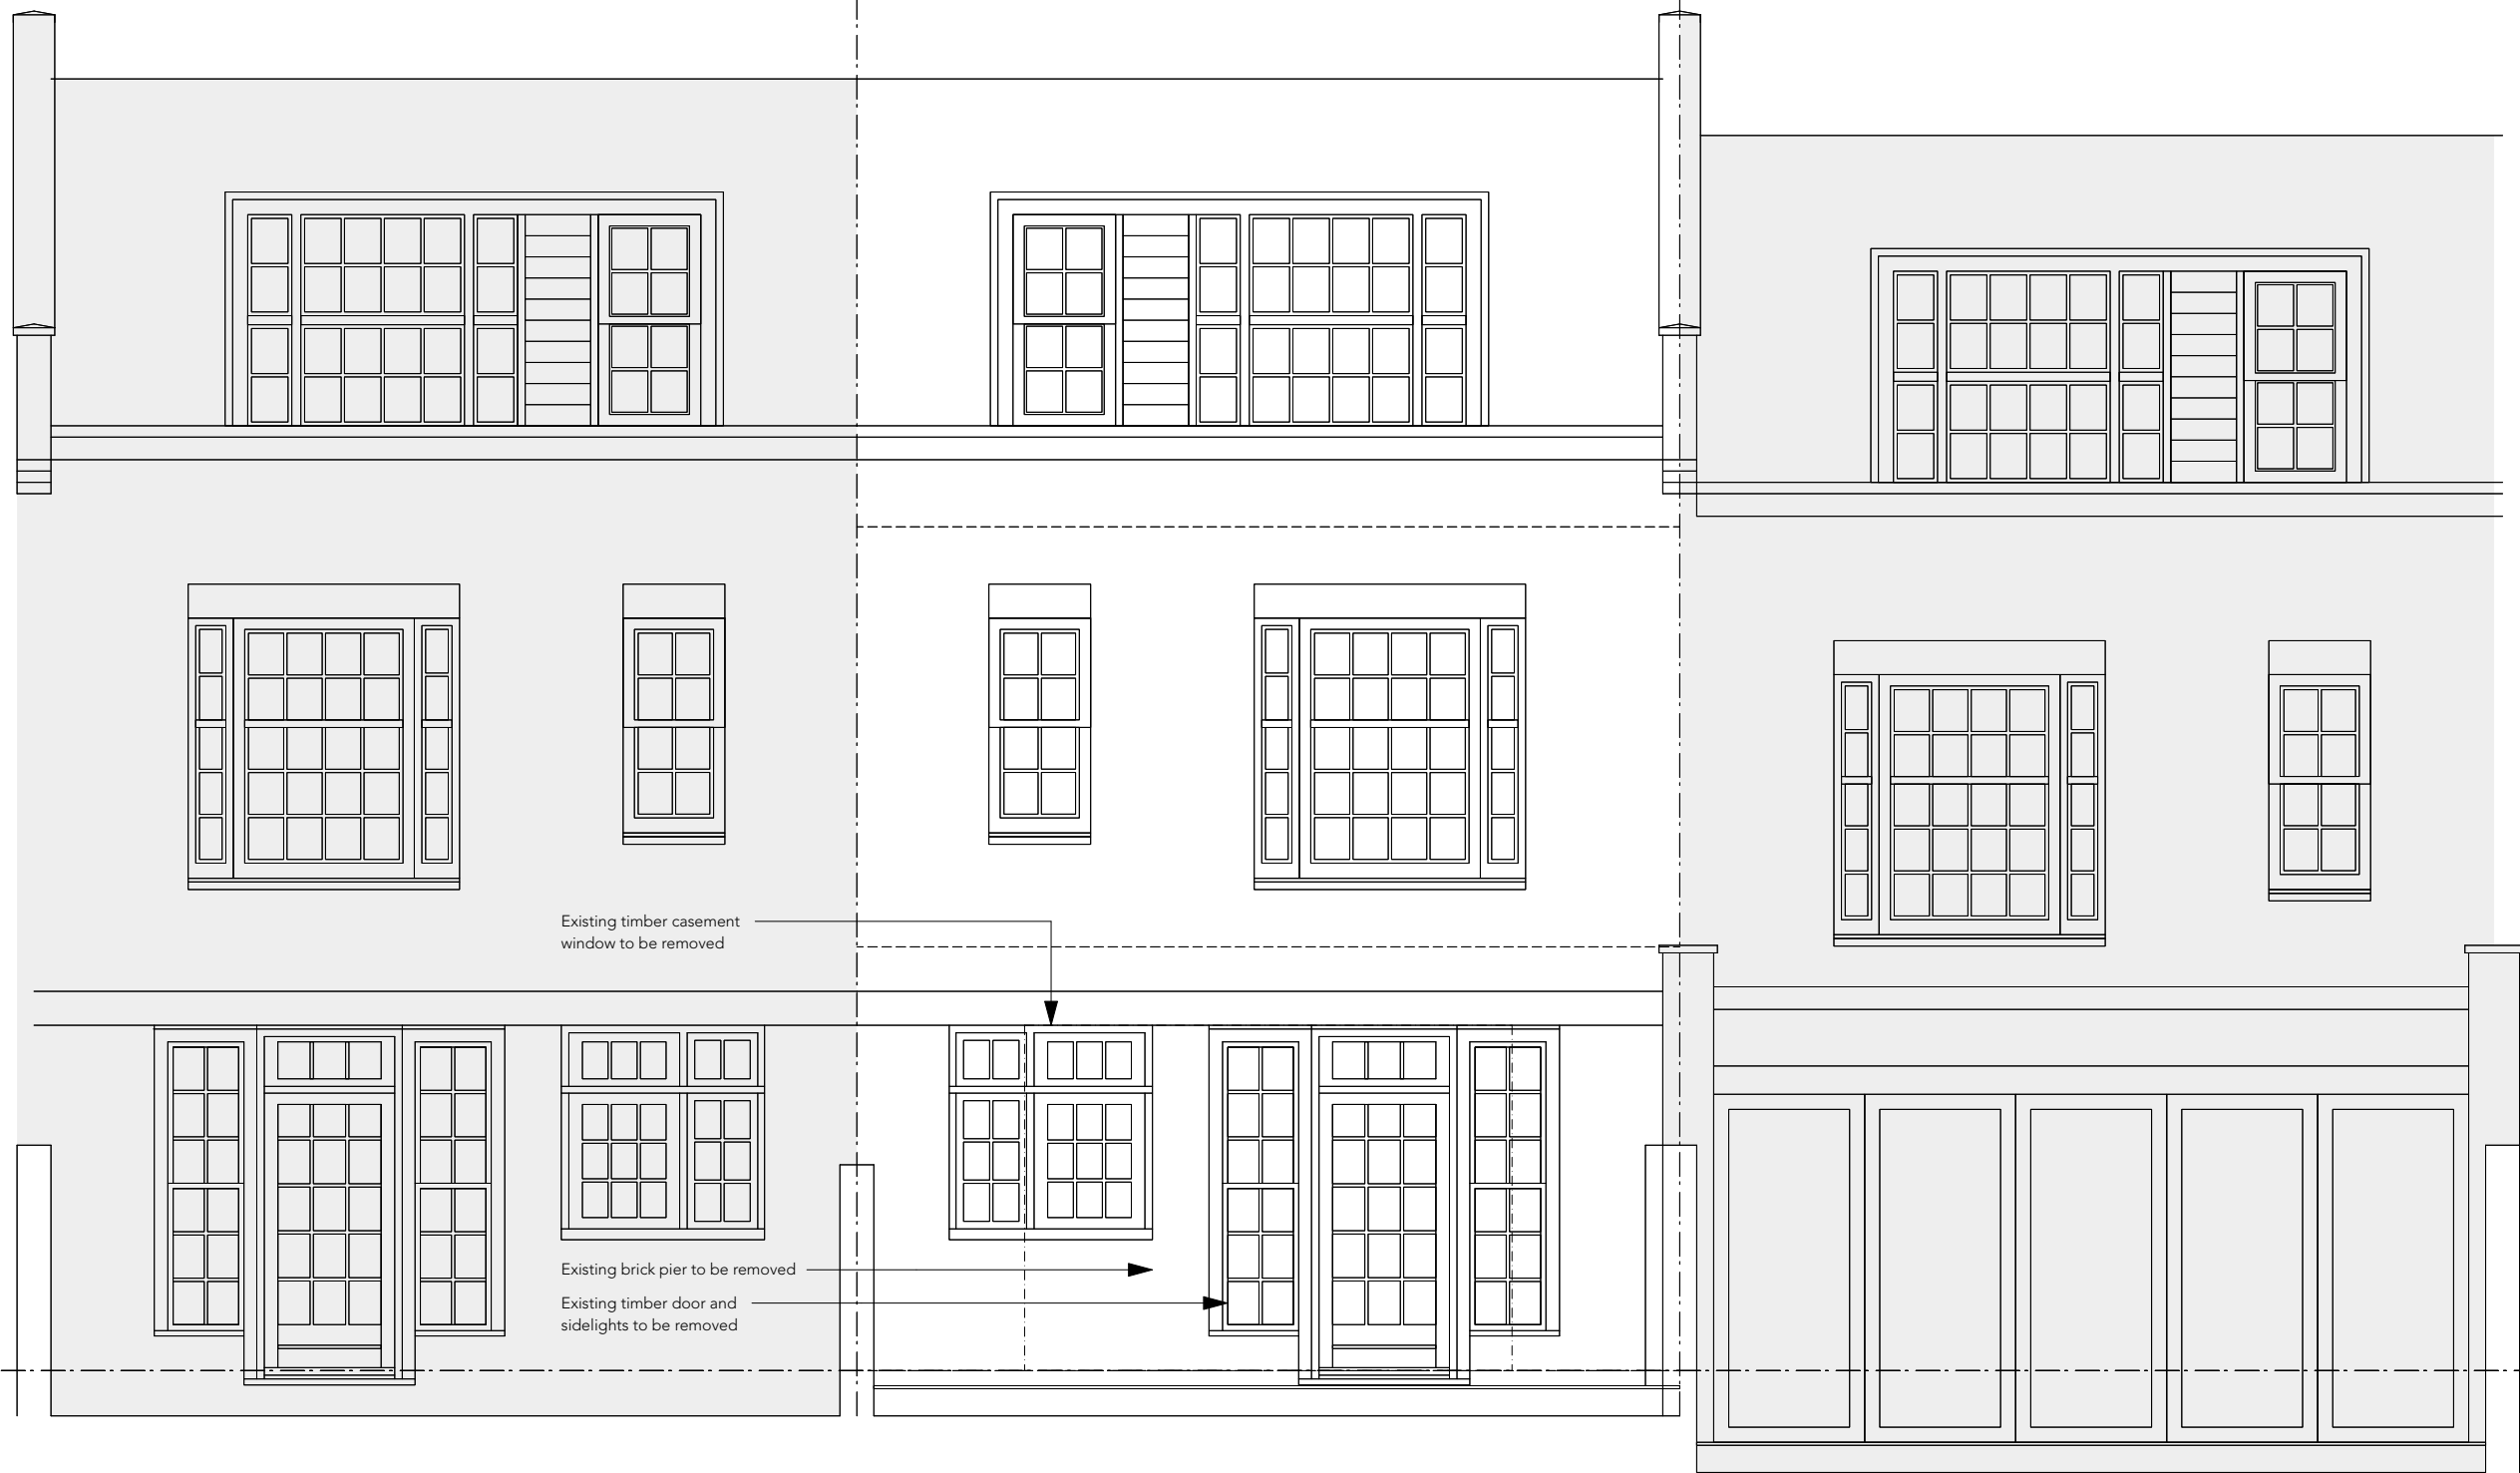 Existing timber casement
window to be removed
Existing brick pier to be removed
Existing timber door and
sidelights to be removed